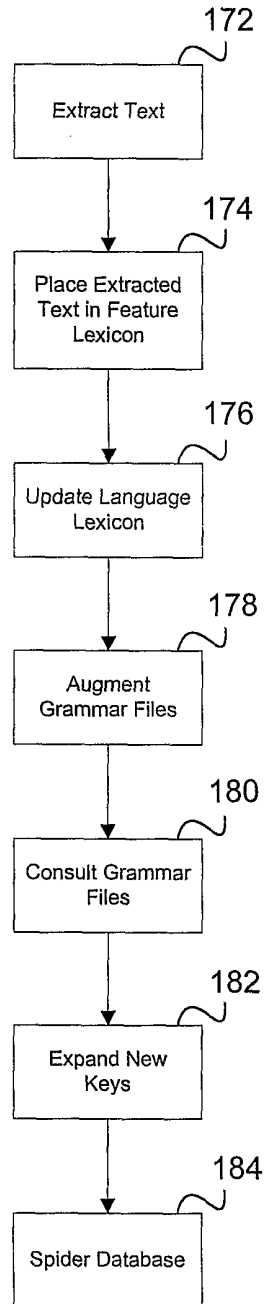 172
Extract Text
174
Place Extracted
Text in Feature
Lexicon
176
Update Language
Lexicon
178
Augment
Grammar Files
180
Consult Grammar
Files
182
Expand New
Keys
184
Spider Database